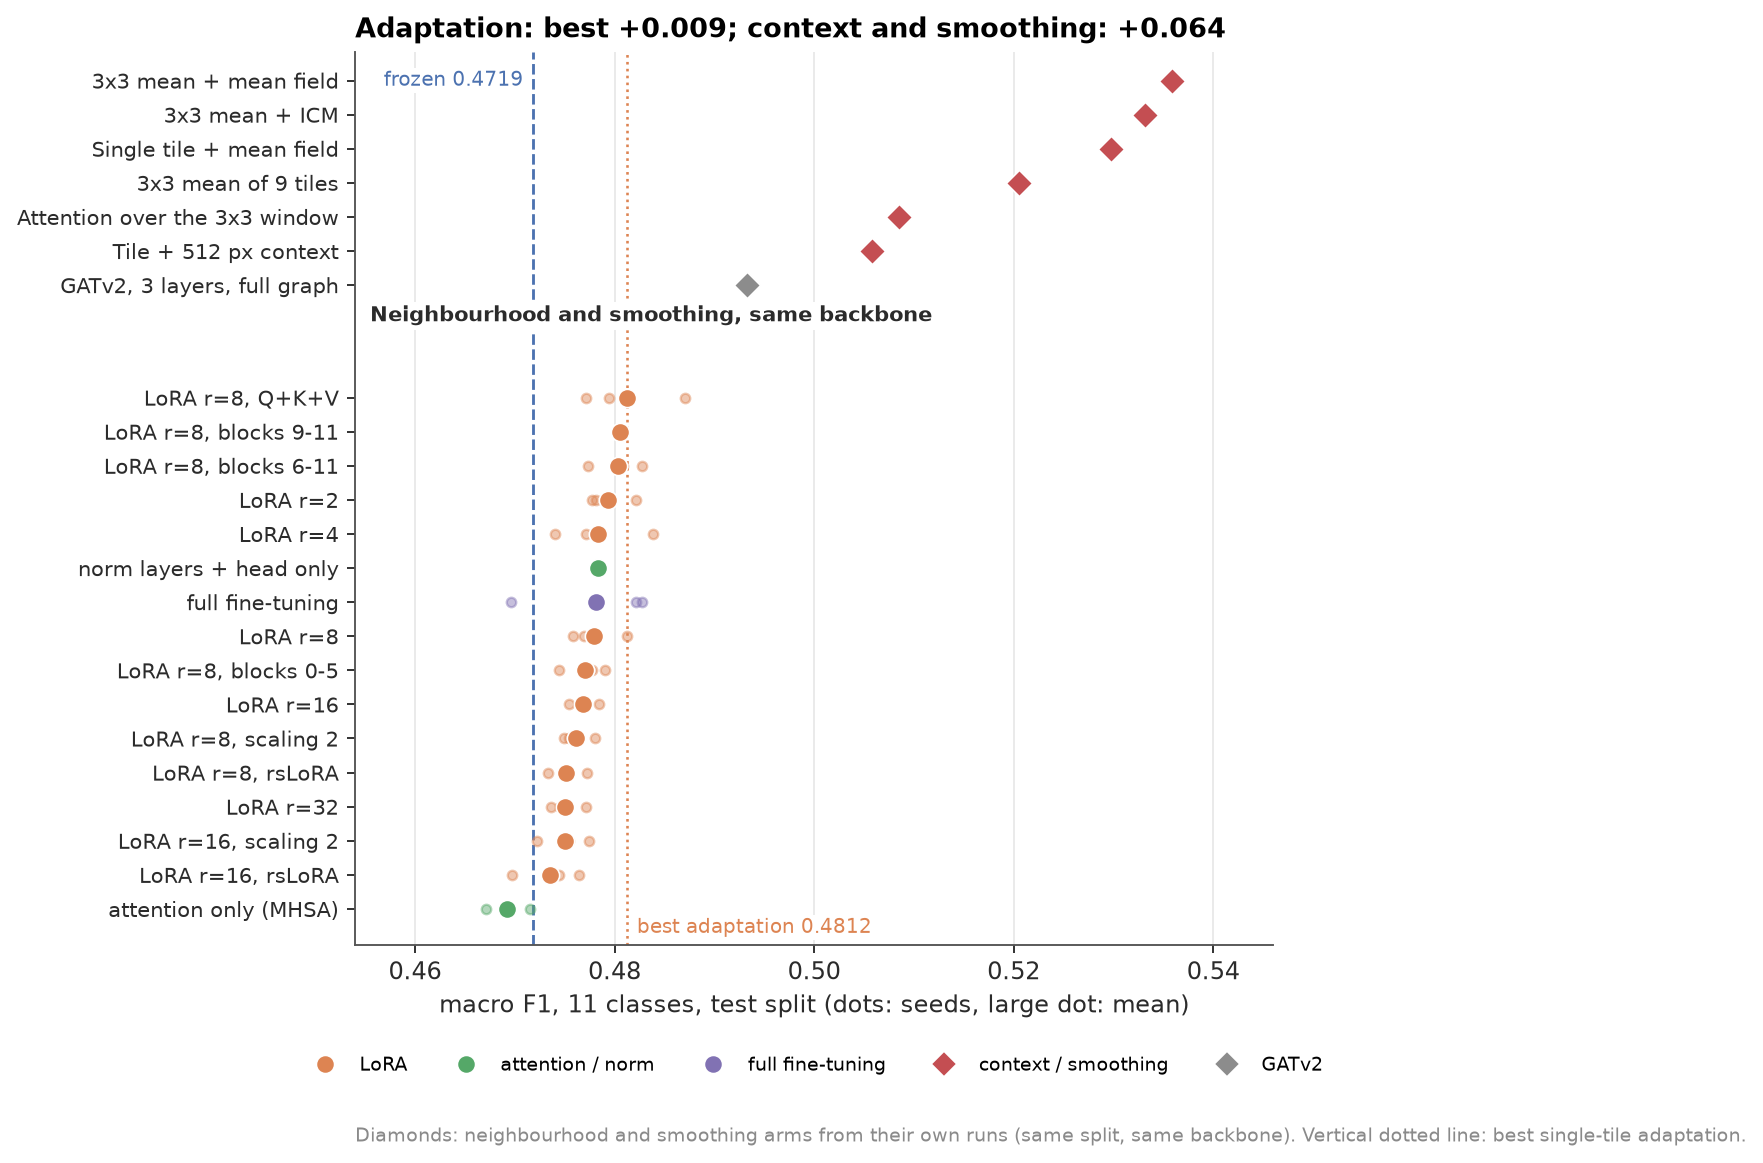 Adaptation: best +0.009; context and smoothing: +0.064
frozen 0.4719
3x3 mean + mean field
3x3 mean + ICM
Single tile + mean field
3x3 mean of 9 tiles
Attention over the 3x3 window
Tile + 512 px context
GATv2, 3 layers, full graph
Neighbourhood and smoothing, same backbone
LoRA r=8, Q+K+V
LoRA r=8, blocks 9-11
LoRA r=8, blocks 6-11
LoRA r=2
LoRA r=4
norm layers + head only
full fine-tuning
LoRA r=8
LoRA r=8, blocks 0-5
LoRA r=16
LoRA r=8, scaling 2
LoRA r=8, rsLoRA
LoRA r=32
LoRA r=16, scaling 2
LoRA r=16, rsLoRA
attention only (MHSA)
best adaptation 0.4812
0.46 0.48 0.50 0.52 0.54
macro F1, 11 classes, test split (dots: seeds, large dot: mean)
LoRA attention / norm full fine-tuning context / smoothing GATv2
Diamonds: neighbourhood and smoothing arms from their own runs (same split, same backbone). Vertical dotted line: best single-tile adaptation.